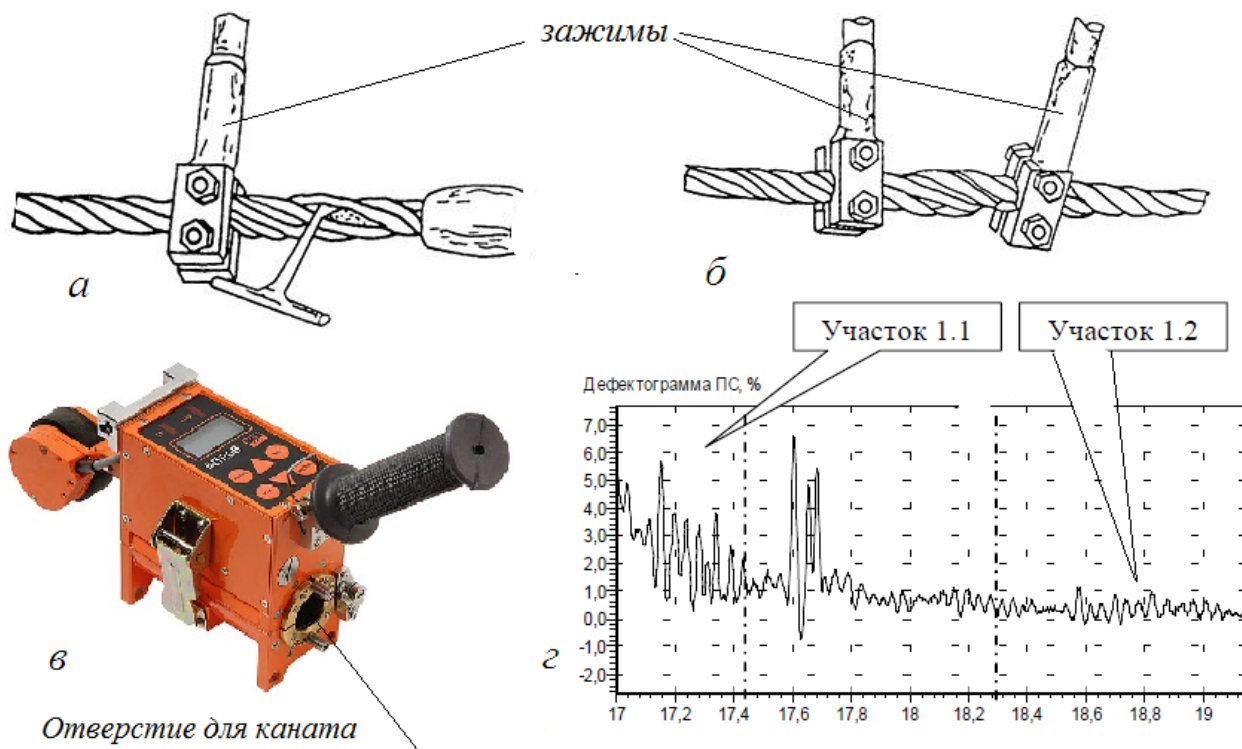 зажимы
а
б
Участок 1.1
Участок 1.2
Дефектограмма ПС, %
7,0
6,0
5,0
4,0
3,0
2,0
1,0
0,0
-1,0
-2,0
17 17,2 17,4 17,6 17,8 18 18,2 18,4 18,6 18,8 19
в
г
Отверстие для каната